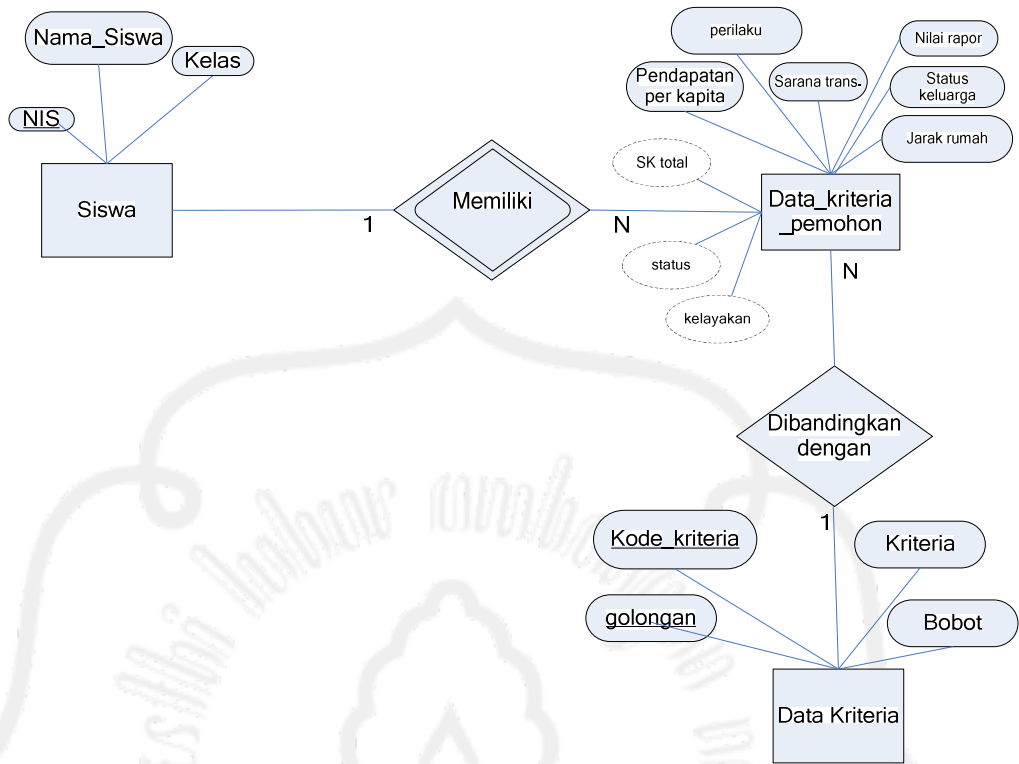 Nama_Siswa
Kelas
NIS
Siswa
1
Memiliki
N
perilaku
Nilai rapor
Pendapatan
per kapita
Sarana trans.
Status
keluarga
Jarak rumah
SK total
Data_kriteria
_pemohon
status
kelayakan
N
Dibandingkan
dengan
1
Kode_kriteria
Kriteria
golongan
Bobot
Data Kriteria